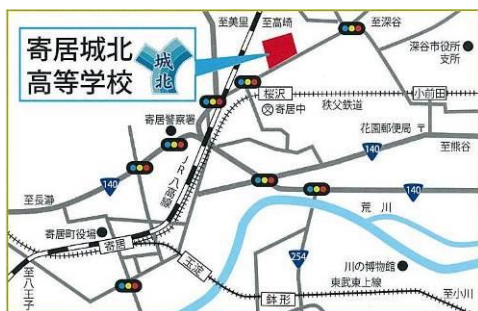 至美里
至高崎
至深谷
寄居城北
高等学校
城北
深谷市役所
支所
桜沢
小前田
秩父鉄道
寄居中
寄居警察署
花園郵便局
140
至熊谷
JR八高線
140
140
至長瀞
荒川
寄居町役場
寄居
玉淀
254
川の博物館
東武東上線
鉢形
至八王子
至小川